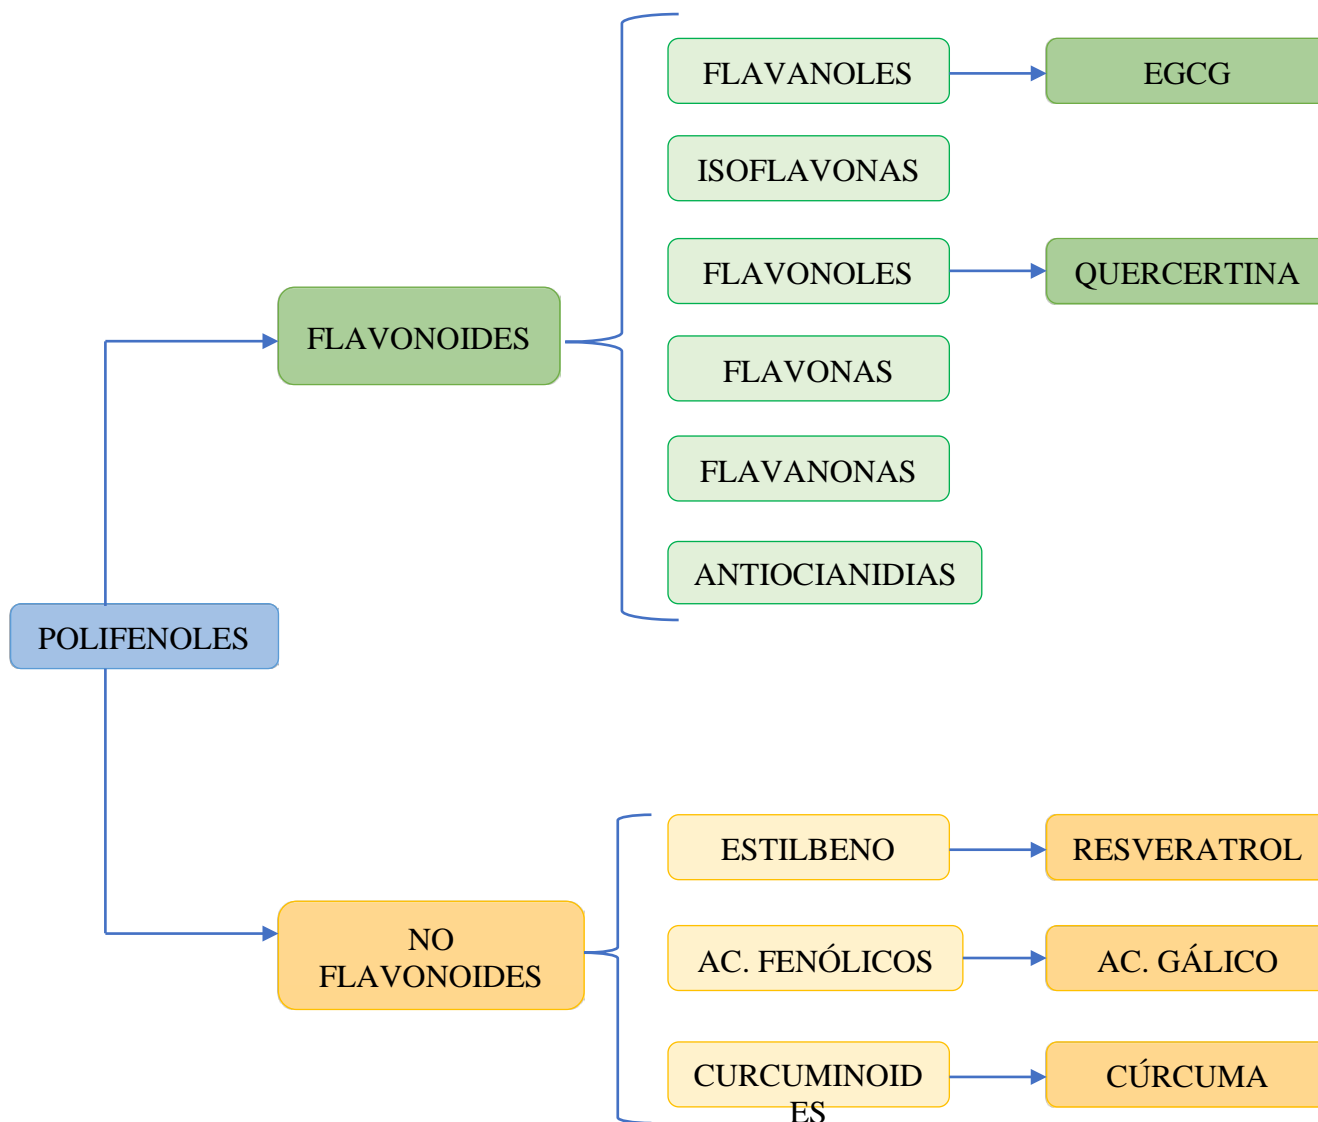 FLAVANOLES
EGCG
ISOFLAVONAS
FLAVONOLES
QUERCERTINA
FLAVONOIDES
FLAVONAS
FLAVANONAS
ANTIOCIANIDIAS
POLIFENOLES
ESTILBENO
RESVERATROL
NO
FLAVONOIDES
AC. FENÓLICOS
AC. GÁLICO
CURCUMINOID
ES
CÚRCUMA